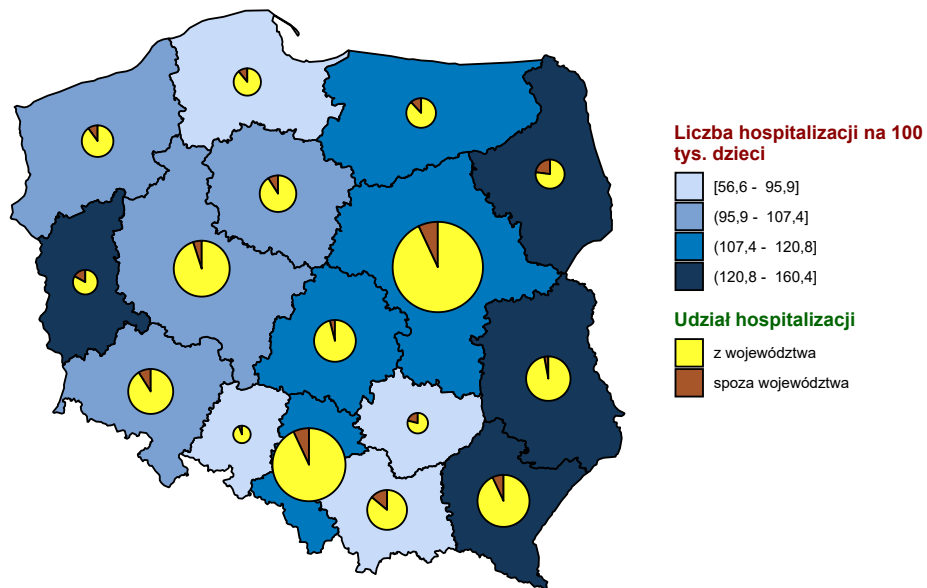 Liczba hospitalizacji na 100
tys. dzieci
[56,6 - 95,9]
(95,9 - 107,4]
(107,4 - 120,8]
(120,8 - 160,4]
Udział hospitalizacji
z województwa
spoza województwa